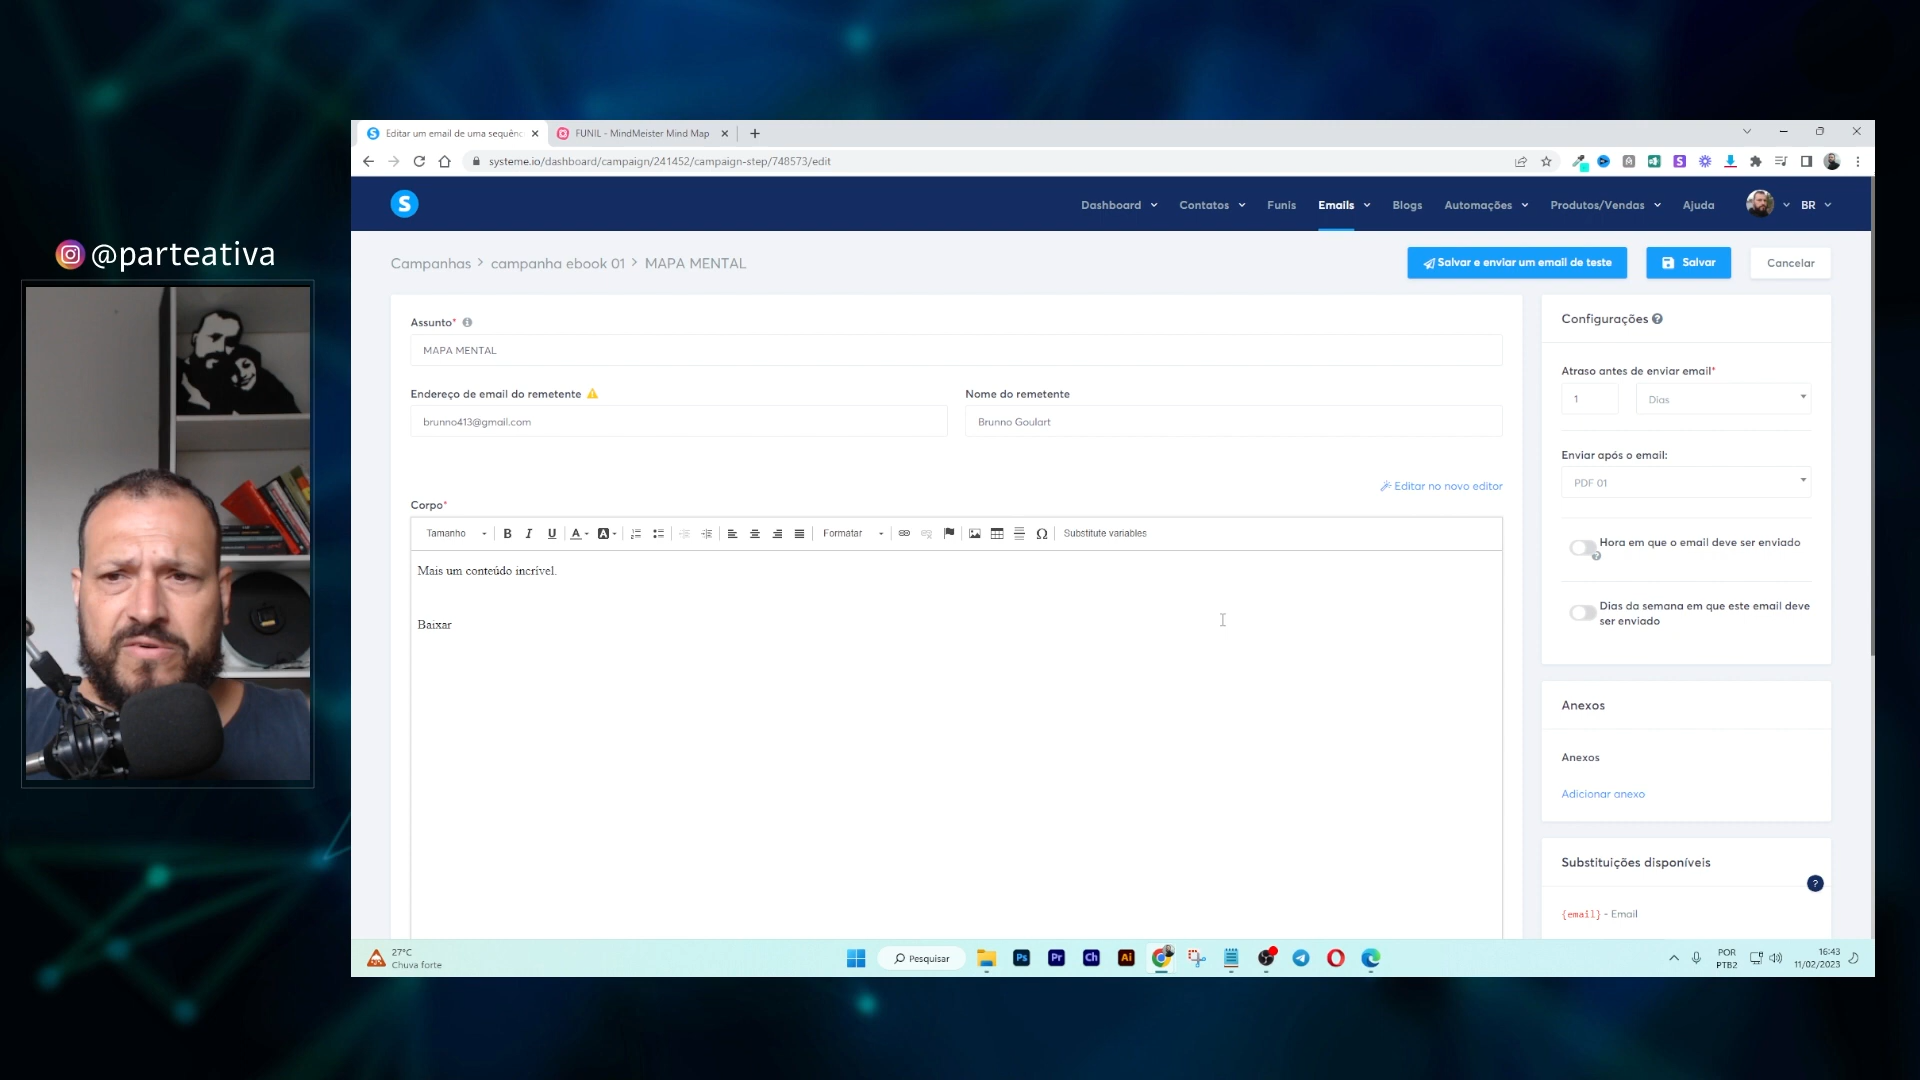 @parteativa
Editar um email de uma sequênc
FUNIL - MindMeister Mind Map
systeme.io/dashboard/campaign/241452/campaign-step/748573/edit
S
Dashboard
Contatos
Funis
Emails
Blogs
Automações
Produtos/Vendas
Ajuda
BR
Campanhas > campanha ebook 01 > MAPA MENTAL
Salvar e enviar um email de teste
Salvar
Cancelar
Assunto*
MAPA MENTAL
Endereço de email do remetente
Nome do remetente
brunno413@gmail.com
Brunno Goulart
Editar no novo editor
Corpo*
Tamanho
B
I
U
A
A
Formatar
Ω
Substitute variables
Mais um conteúdo incrível.
Baixar
Configurações
Atraso antes de enviar email*
1
Dias
Enviar após o email:
PDF 01
Hora em que o email deve ser enviado
Dias da semana em que este email deve
ser enviado
Anexos
Anexos
Adicionar anexo
Substituições disponíveis
?
{email} - Email
27°C
Chuva forte
Pesquisar
Ps
Pr
Ch
Ai
POR
PTB2
16:43
11/02/2023